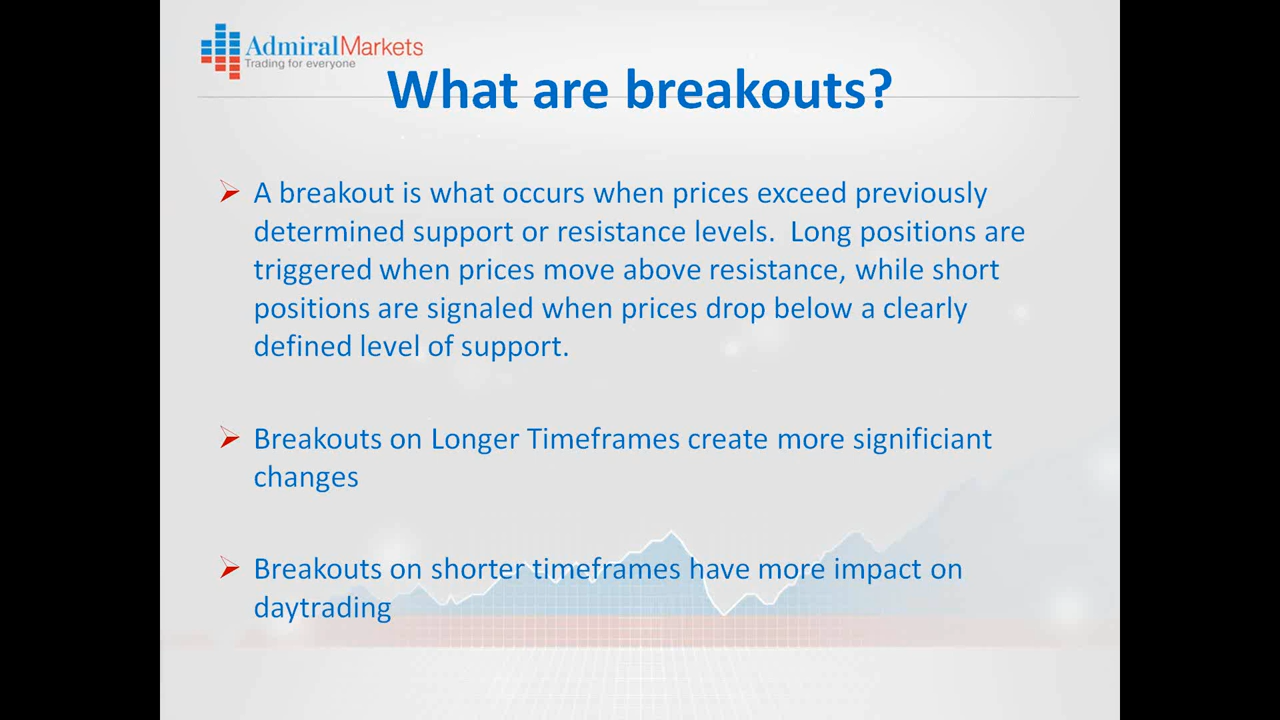 AdmiralMarkets
Trading for everyone
What are breakouts?
A breakout is what occurs when prices exceed previously
determined support or resistance levels.  Long positions are
triggered when prices move above resistance, while short
positions are signaled when prices drop below a clearly
defined level of support.
Breakouts on Longer Timeframes create more significiant
changes
Breakouts on shorter timeframes have more impact on
daytrading